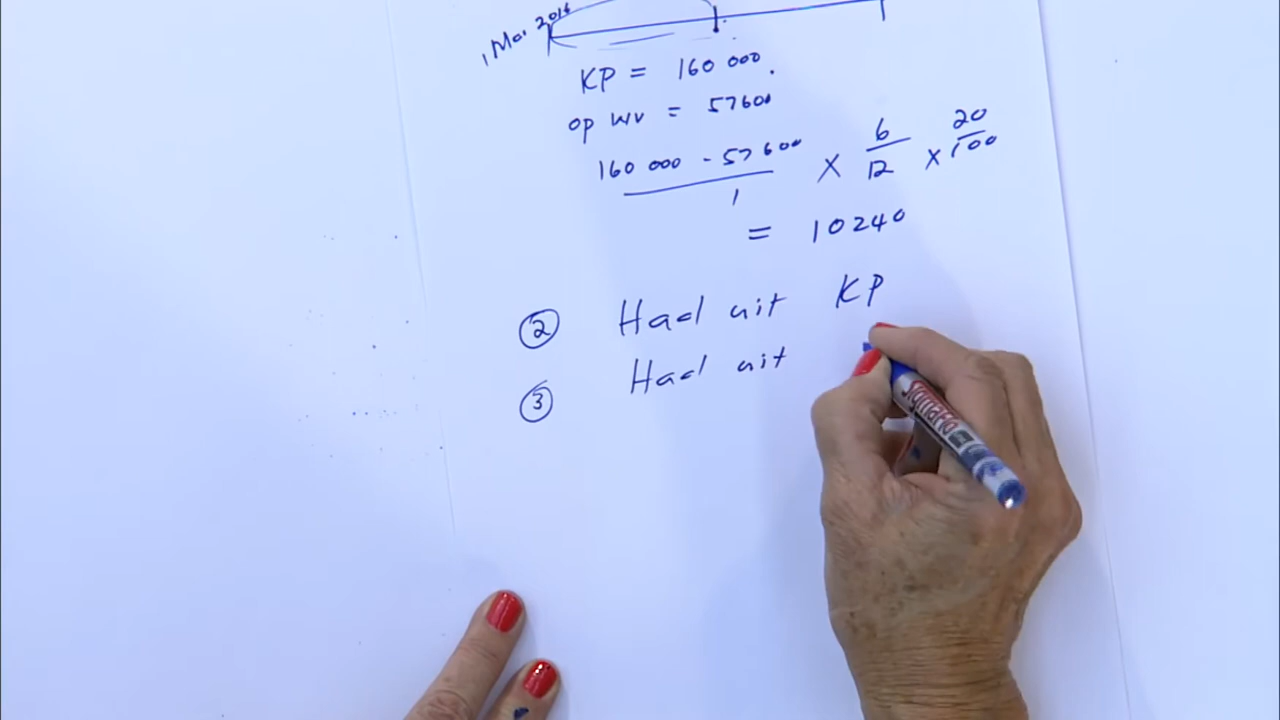 1 Mar 2014
KP = 160 000.
op WV = 57600
160 000 - 57 600 / 1 × 6/12 × 20/100
= 10240
② Had uit KP
③ Had uit